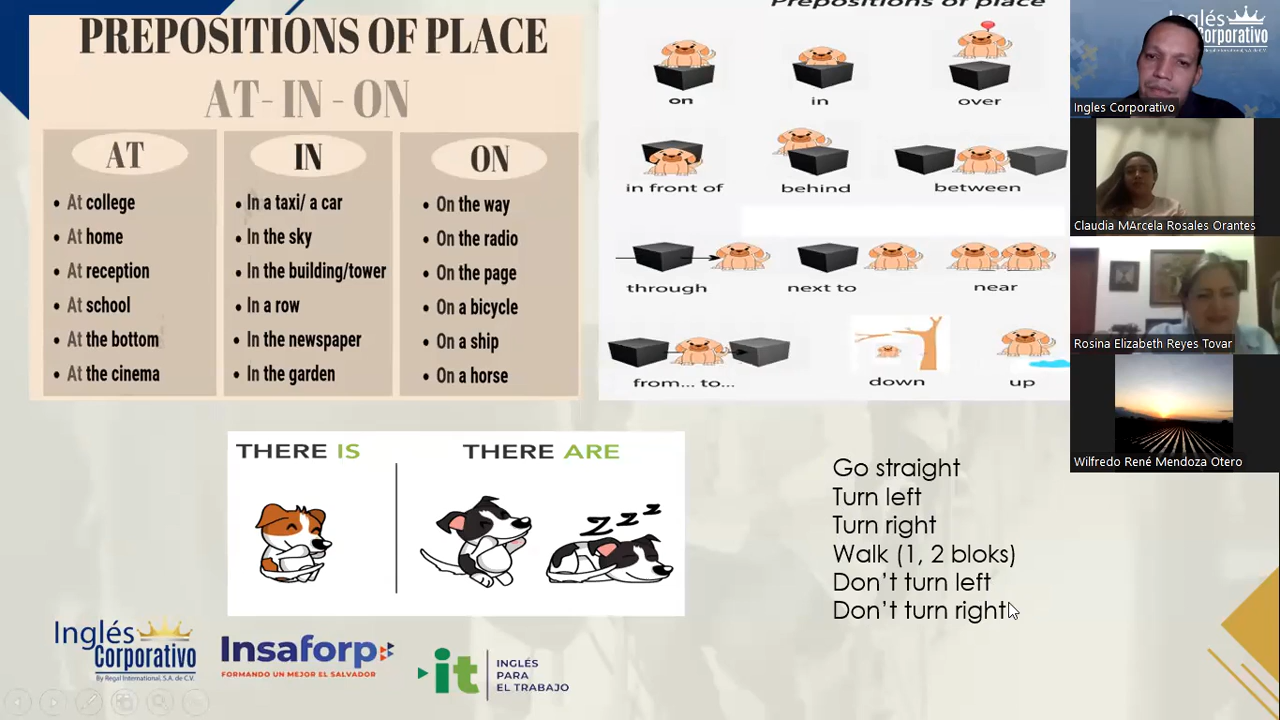 PREPOSITIONS OF PLACE
AT- IN - ON
AT
At college
At home
At reception
At school
At the bottom
At the cinema
IN
In a taxi/ a car
In the sky
In the building/tower
In a row
In the newspaper
In the garden
ON
On the way
On the radio
On the page
On a bicycle
On a ship
On a horse
Prepositions of place
on
in
over
in front of
behind
between
through
next to
near
from... to...
down
up
THERE IS
THERE ARE
z z z
Go straight
Turn left
Turn right
Walk (1, 2 bloks)
Don't turn left
Don't turn right
Inglés
Corporativo
By Regal International, S.A. de C.V.
Insaforp
FORMANDO UN MEJOR EL SALVADOR
it
INGLÉS
PARA
EL TRABAJO
Inglés
Corporativo
Ingles Corporativo
Claudia MArcela Rosales Orantes
Rosina Elizabeth Reyes Tovar
Wilfredo René Mendoza Otero